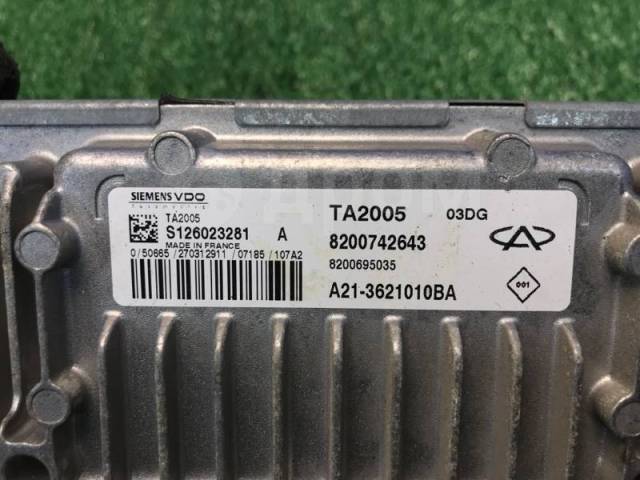 SIEMENS VDO
AUTOMOTIVE
TA2005
S126023281 A
MADE IN FRANCE
0/50665/270312911/07185/107A2
TA2005 03DG
8200742643
8200695035
A21-3621010BA
001